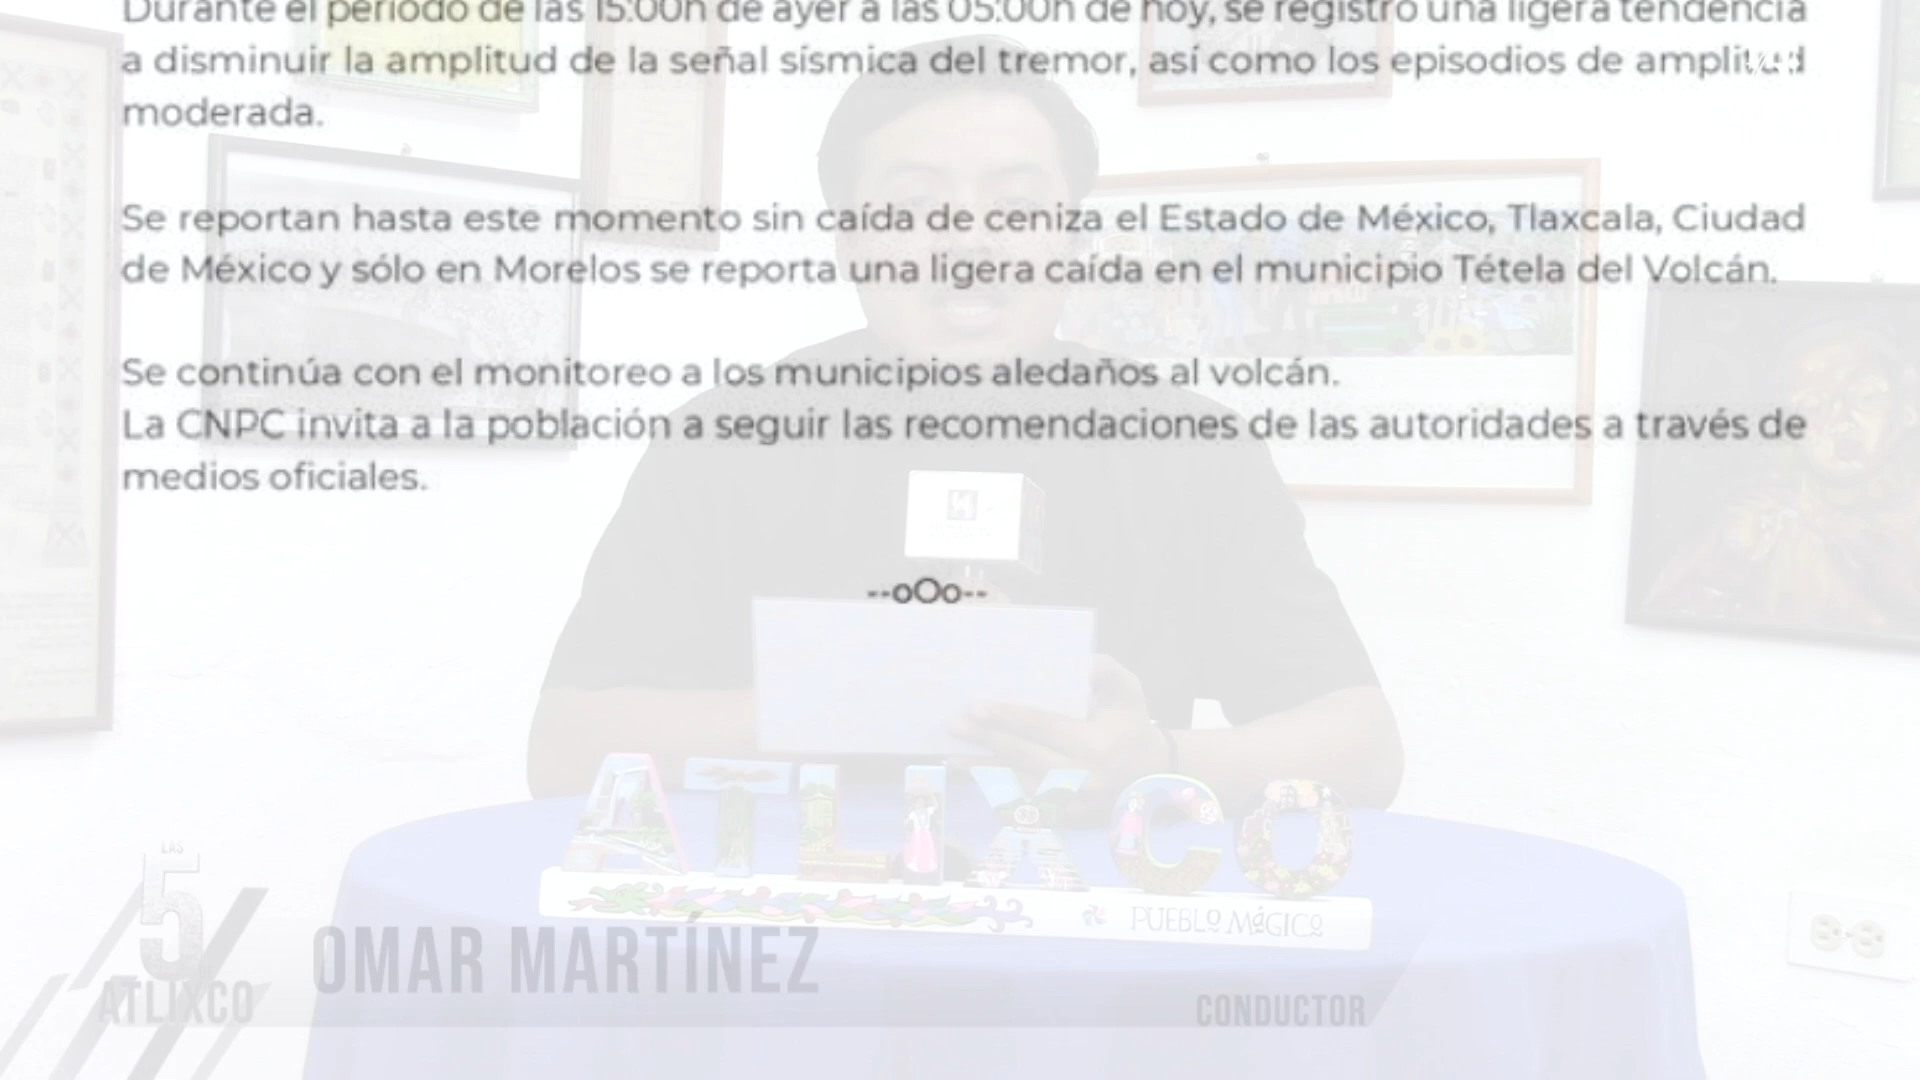 Durante el periodo de las 15:00h de ayer a las 05:00h de hoy, se registró una ligera tendencia
a disminuir la amplitud de la señal sísmica del tremor, así como los episodios de amplitud
moderada.
Se reportan hasta este momento sin caída de ceniza el Estado de México, Tlaxcala, Ciudad
de México y sólo en Morelos se reporta una ligera caída en el municipio Tétela del Volcán.
Se continúa con el monitoreo a los municipios aledaños al volcán.
La CNPC invita a la población a seguir las recomendaciones de las autoridades a través de
medios oficiales.
--oOo--
ATLIXCO
PUEBLO MÁGICO
LAS
5
ATLIXCO
OMAR MARTÍNEZ
CONDUCTOR